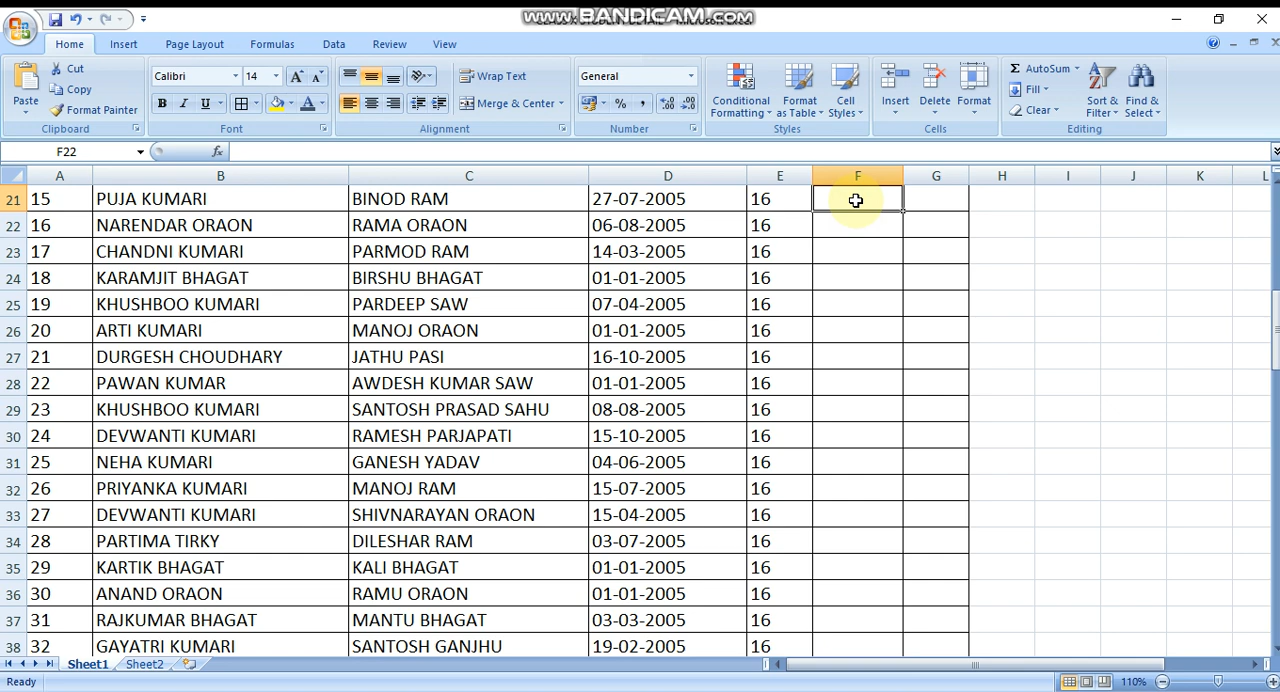 www.BANDICAM.com
Home Insert Page Layout Formulas Data Review View
Paste Cut Copy Format Painter Clipboard
Calibri 14 A A B I U A Font
Wrap Text Merge & Center Alignment
General % , .0 .00 .00 .0 Number
Conditional Formatting Format as Table Cell Styles Styles
Insert Delete Format Cells
Σ AutoSum Fill Clear Sort & Filter Find & Select Editing
F22 fx
A B C D E F G H I J K L
21 15 PUJA KUMARI BINOD RAM 27-07-2005 16
22 16 NARENDAR ORAON RAMA ORAON 06-08-2005 16
23 17 CHANDNI KUMARI PARMOD RAM 14-03-2005 16
24 18 KARAMJIT BHAGAT BIRSHU BHAGAT 01-01-2005 16
25 19 KHUSHBOO KUMARI PARDEEP SAW 07-04-2005 16
26 20 ARTI KUMARI MANOJ ORAON 01-01-2005 16
27 21 DURGESH CHOUDHARY JATHU PASI 16-10-2005 16
28 22 PAWAN KUMAR AWDESH KUMAR SAW 01-01-2005 16
29 23 KHUSHBOO KUMARI SANTOSH PRASAD SAHU 08-08-2005 16
30 24 DEVWANTI KUMARI RAMESH PARJAPATI 15-10-2005 16
31 25 NEHA KUMARI GANESH YADAV 04-06-2005 16
32 26 PRIYANKA KUMARI MANOJ RAM 15-07-2005 16
33 27 DEVWANTI KUMARI SHIVNARAYAN ORAON 15-04-2005 16
34 28 PARTIMA TIRKY DILESHAR RAM 03-07-2005 16
35 29 KARTIK BHAGAT KALI BHAGAT 01-01-2005 16
36 30 ANAND ORAON RAMU ORAON 01-01-2005 16
37 31 RAJKUMAR BHAGAT MANTU BHAGAT 03-03-2005 16
38 32 GAYATRI KUMARI SANTOSH GANJHU 19-02-2005 16
Sheet1 Sheet2
Ready 110%